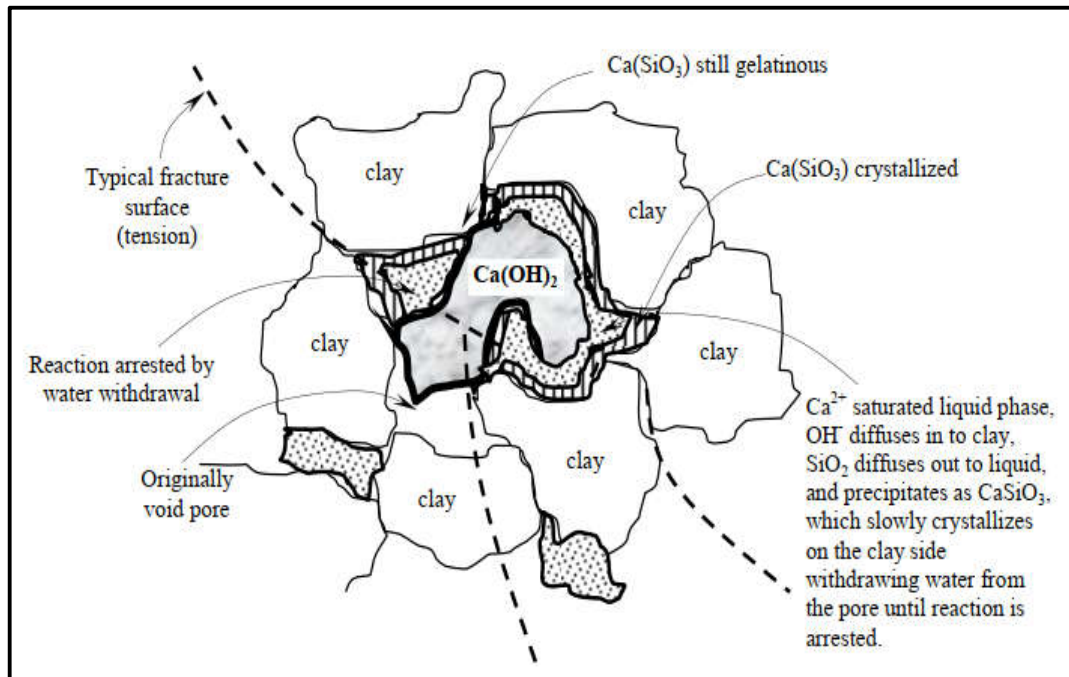 Ca(SiO₃) still gelatinous
Typical fracture
surface
(tension)
clay
clay
Ca(SiO₃) crystallized
Ca(OH)₂
clay
clay
Reaction arrested by
water withdrawal
Originally
void pore
clay
clay
Ca²⁺ saturated liquid phase,
OH⁻ diffuses in to clay,
SiO₂ diffuses out to liquid,
and precipitates as CaSiO₃,
which slowly crystallizes
on the clay side
withdrawing water from
the pore until reaction is
arrested.